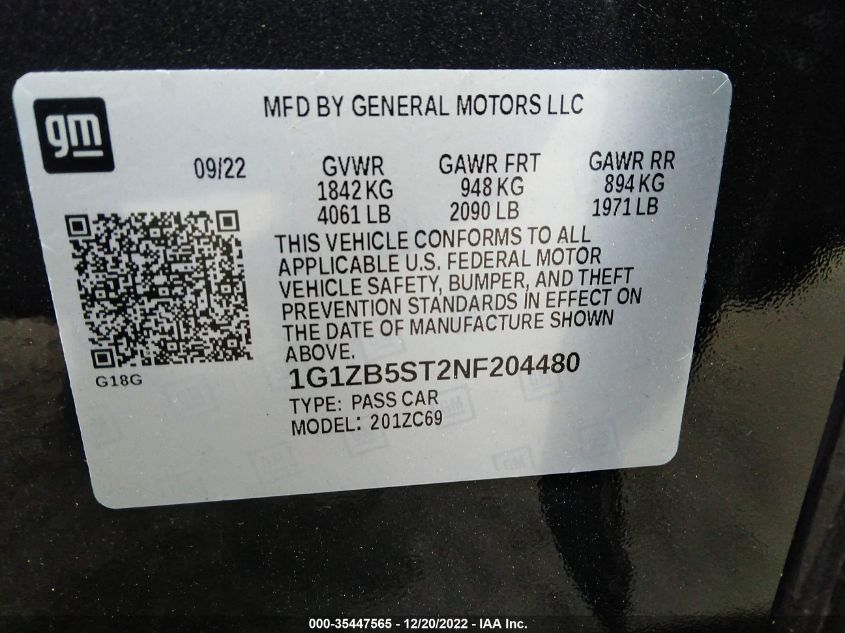 gm
MFD BY GENERAL MOTORS LLC
09/22 GVWR GAWR FRT GAWR RR
1842 KG 948 KG 894 KG
4061 LB 2090 LB 1971 LB
THIS VEHICLE CONFORMS TO ALL
APPLICABLE U.S. FEDERAL MOTOR
VEHICLE SAFETY, BUMPER, AND THEFT
PREVENTION STANDARDS IN EFFECT ON
THE DATE OF MANUFACTURE SHOWN
ABOVE.
G18G
1G1ZB5ST2NF204480
TYPE: PASS CAR
MODEL: 201ZC69
000-35447565 - 12/20/2022 - IAA Inc.